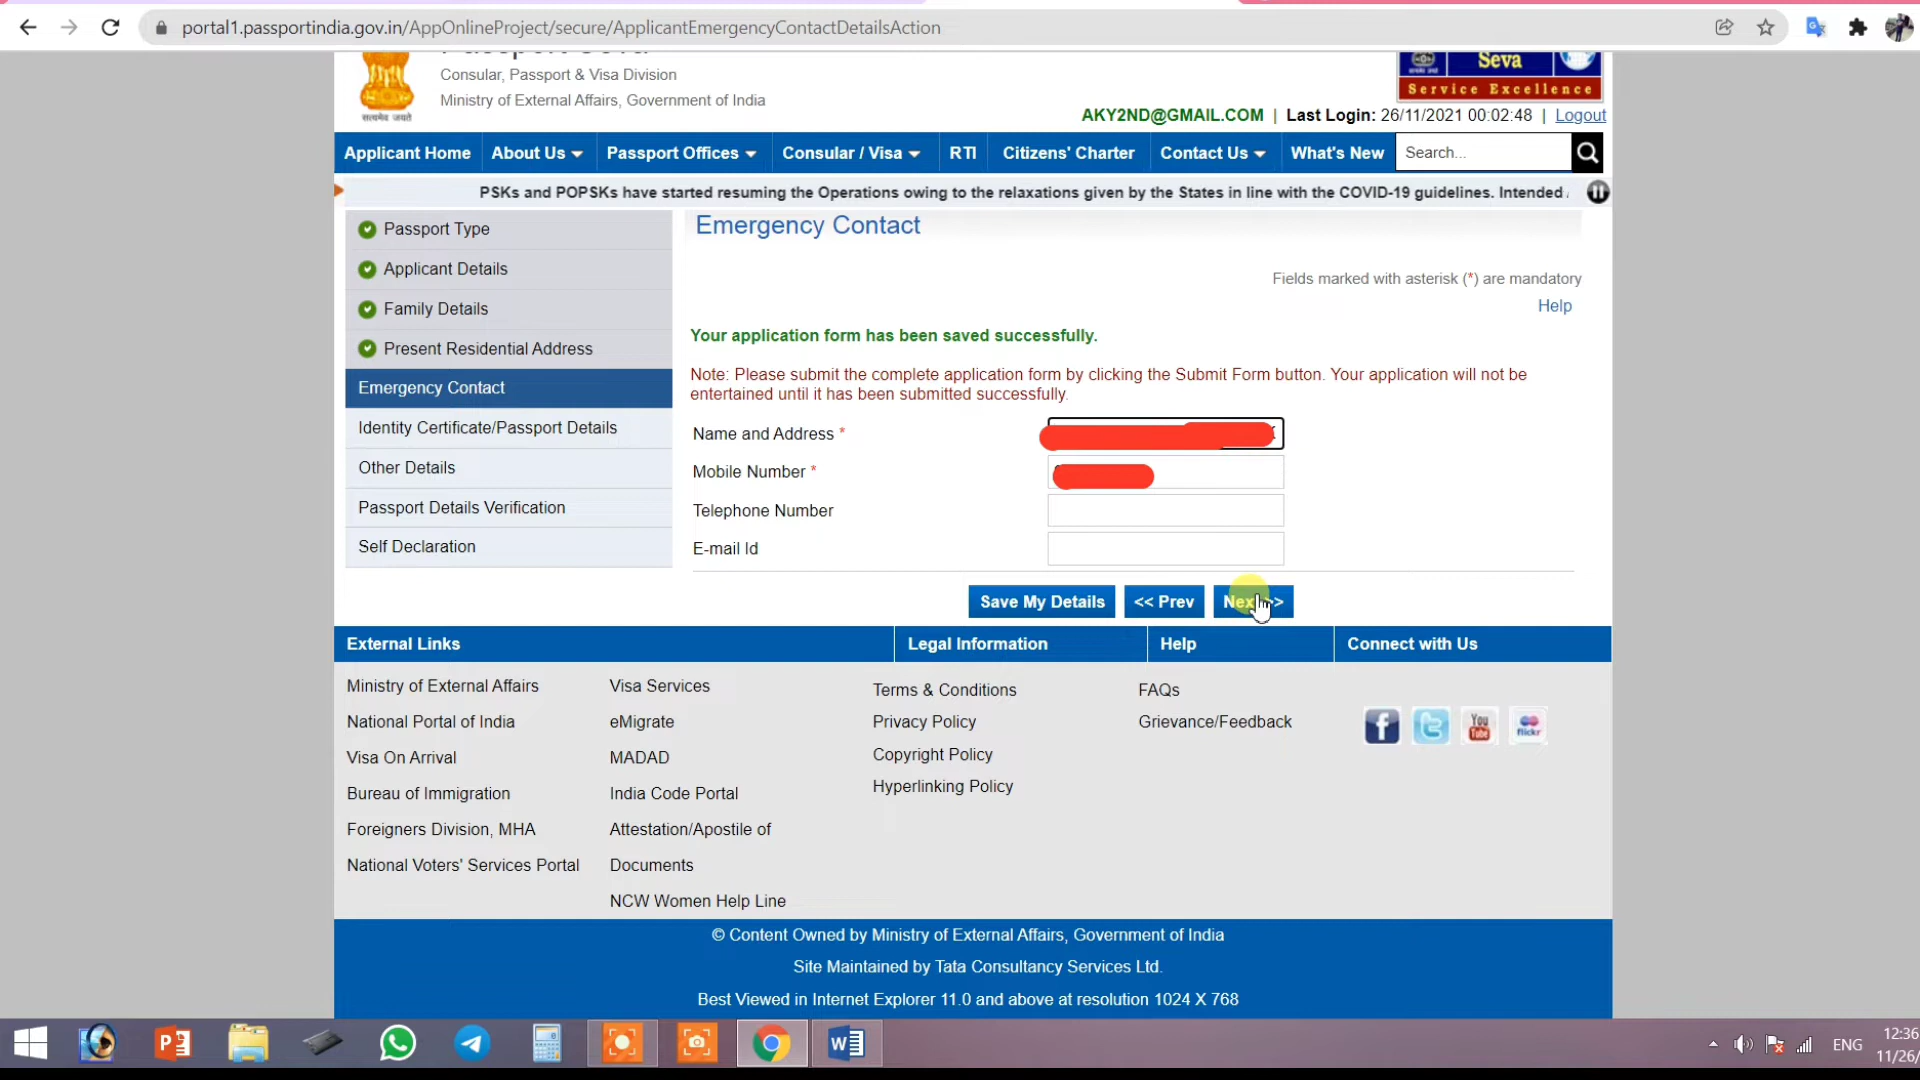 portal1.passportindia.gov.in/AppOnlineProject/secure/ApplicantEmergencyContactDetailsAction
Consular, Passport & Visa Division
Ministry of External Affairs, Government of India
सत्यमेव जयते
Seva
Service Excellence
AKY2ND@GMAIL.COM | Last Login: 26/11/2021 00:02:48 | Logout
Applicant Home About Us Passport Offices Consular / Visa RTI Citizens' Charter Contact Us What's New Search...
PSKs and POPSKs have started resuming the Operations owing to the relaxations given by the States in line with the COVID-19 guidelines. Intended
Passport Type
Applicant Details
Family Details
Present Residential Address
Emergency Contact
Identity Certificate/Passport Details
Other Details
Passport Details Verification
Self Declaration
Emergency Contact
Fields marked with asterisk (*) are mandatory
Help
Your application form has been saved successfully.
Note: Please submit the complete application form by clicking the Submit Form button. Your application will not be
entertained until it has been submitted successfully.
Name and Address *
Mobile Number *
Telephone Number
E-mail Id
Save My Details << Prev Next >>
External Links
Ministry of External Affairs
National Portal of India
Visa On Arrival
Bureau of Immigration
Foreigners Division, MHA
National Voters' Services Portal
Visa Services
eMigrate
MADAD
India Code Portal
Attestation/Apostile of
Documents
NCW Women Help Line
Legal Information
Terms & Conditions
Privacy Policy
Copyright Policy
Hyperlinking Policy
Help
FAQs
Grievance/Feedback
Connect with Us
You
Tube
flickr
© Content Owned by Ministry of External Affairs, Government of India
Site Maintained by Tata Consultancy Services Ltd.
Best Viewed in Internet Explorer 11.0 and above at resolution 1024 X 768
ENG
12:36
11/26/